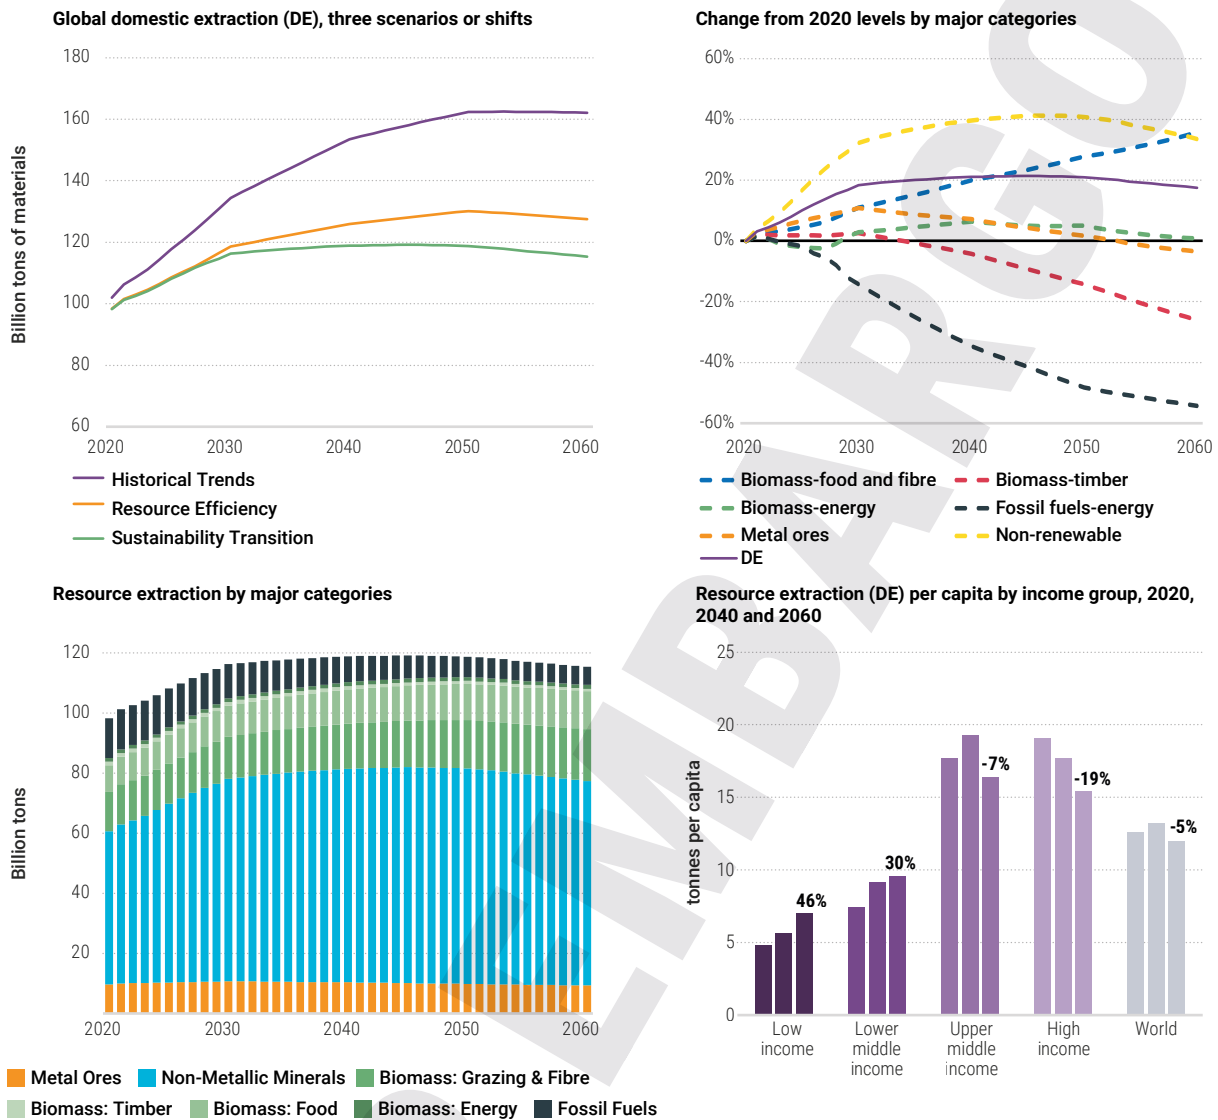 Global domestic extraction (DE), three scenarios or shifts
180
160
140
120
100
80
60
Billion tons of materials
2020 2030 2040 2050 2060
Historical Trends
Resource Efficiency
Sustainability Transition
Change from 2020 levels by major categories
60%
40%
20%
0%
-20%
-40%
-60%
2020 2030 2040 2050 2060
Biomass-food and fibre Biomass-timber
Biomass-energy Fossil fuels-energy
Metal ores Non-renewable
DE
Resource extraction by major categories
120
100
80
60
40
20
Billion tons
2020 2030 2040 2050 2060
Metal Ores Non-Metallic Minerals Biomass: Grazing & Fibre
Biomass: Timber Biomass: Food Biomass: Energy Fossil Fuels
Resource extraction (DE) per capita by income group, 2020,
2040 and 2060
25
20
15
10
5
0
tonnes per capita
46%
30%
-7%
-19%
-5%
Low
income
Lower
middle
income
Upper
middle
income
High
income
World
EMBARGO